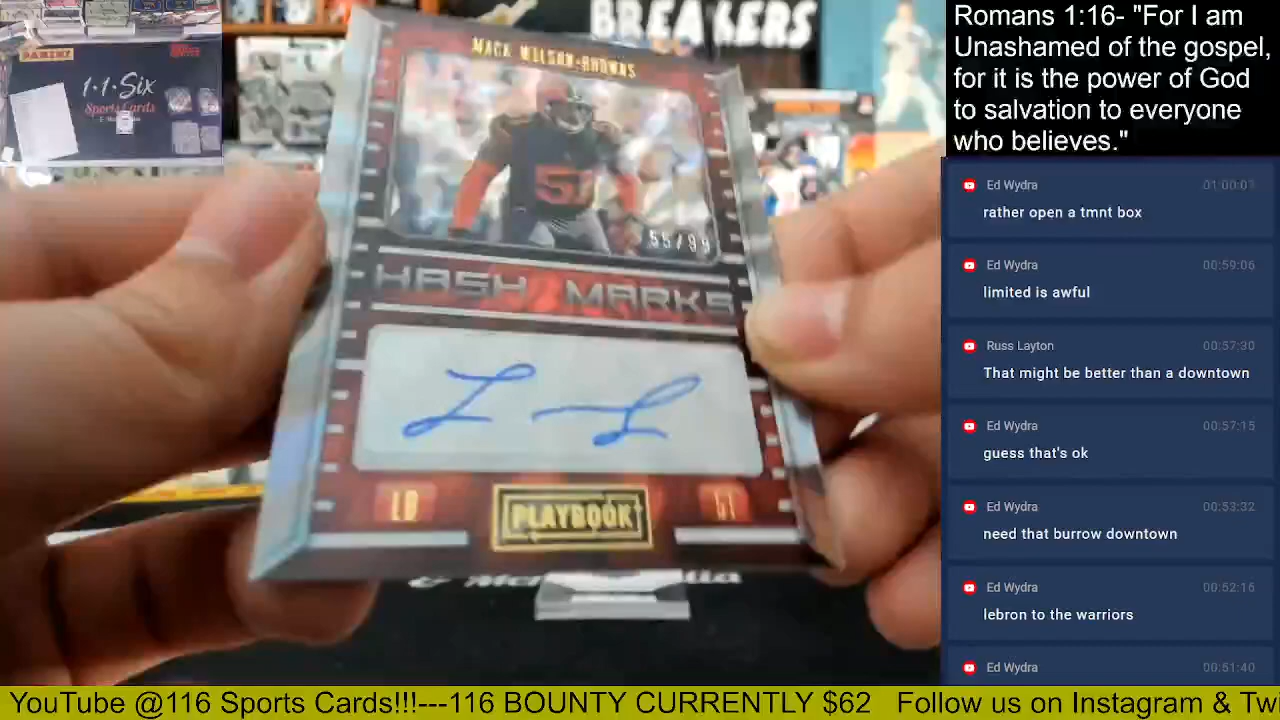 BREAKERS
PANINI
1·1·Six
Sports Cards
MACK WILSON-BROWNS
51
55/99
HASH MARKS
LB
51
PLAYBOOK
Romans 1:16- "For I am
Unashamed of the gospel,
for it is the power of God
to salvation to everyone
who believes."
Ed Wydra 01:00:07
rather open a tmnt box
Ed Wydra 00:59:06
limited is awful
Russ Layton 00:57:30
That might be better than a downtown
Ed Wydra 00:57:15
guess that's ok
Ed Wydra 00:53:32
need that burrow downtown
Ed Wydra 00:52:16
lebron to the warriors
Ed Wydra 00:51:40
YouTube @116 Sports Cards!!!---116 BOUNTY CURRENTLY $62 Follow us on Instagram & Tw